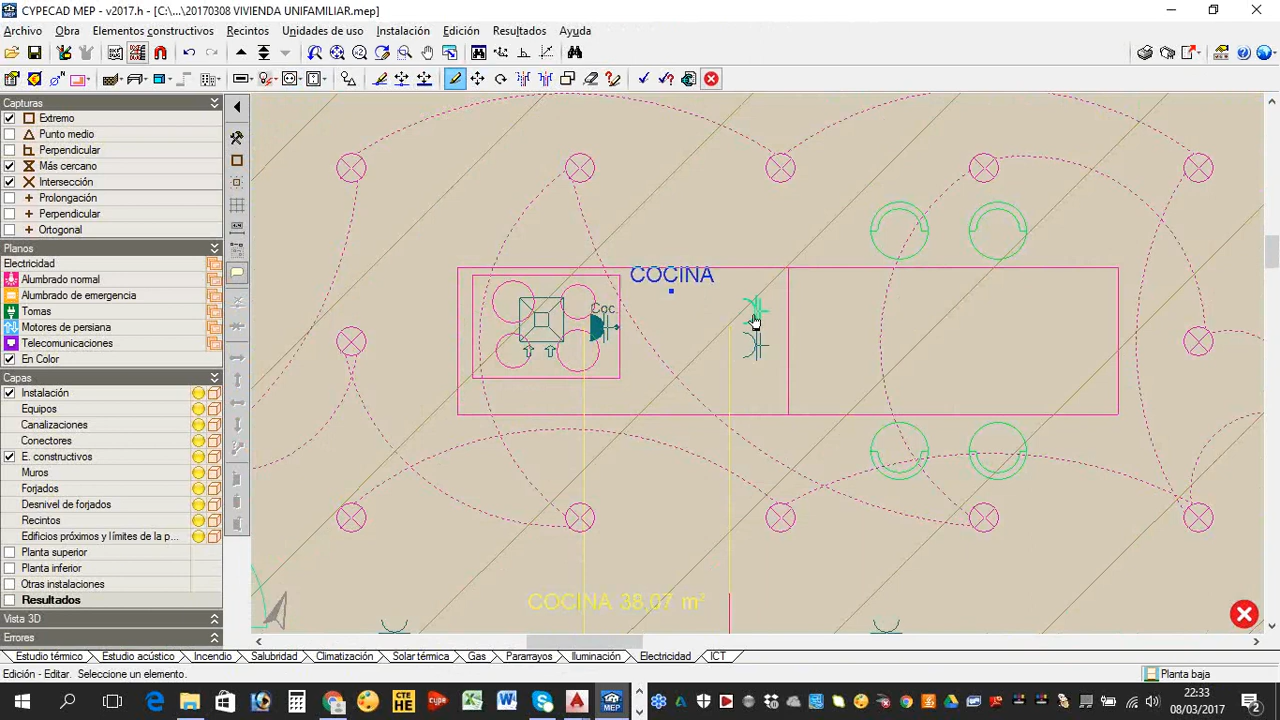 CYPECAD MEP - v2017.h - [C:\...\20170308 VIVIENDA UNIFAMILIAR.mep]
Archivo Obra Elementos constructivos Recintos Unidades de uso Instalación Edición Resultados Ayuda
Capturas
Extremo
Punto medio
Perpendicular
Más cercano
Intersección
Prolongación
Perpendicular
Ortogonal
Planos
Electricidad
Alumbrado normal
Alumbrado de emergencia
Tomas
Motores de persiana
Telecomunicaciones
En Color
Capas
Instalación
Equipos
Canalizaciones
Conectores
E. constructivos
Muros
Forjados
Desnivel de forjados
Recintos
Edificios próximos y límites de la p...
Planta superior
Planta inferior
Otras instalaciones
Resultados
Vista 3D
Errores
COCINA
Coc.
COCINA 38,07 m²
Estudio térmico Estudio acústico Incendio Salubridad Climatización Solar térmica Gas Pararrayos Iluminación Electricidad ICT
Edición - Editar. Seleccione un elemento.
Planta baja
CTE
HE
cype
MEP
22:33
08/03/2017
2